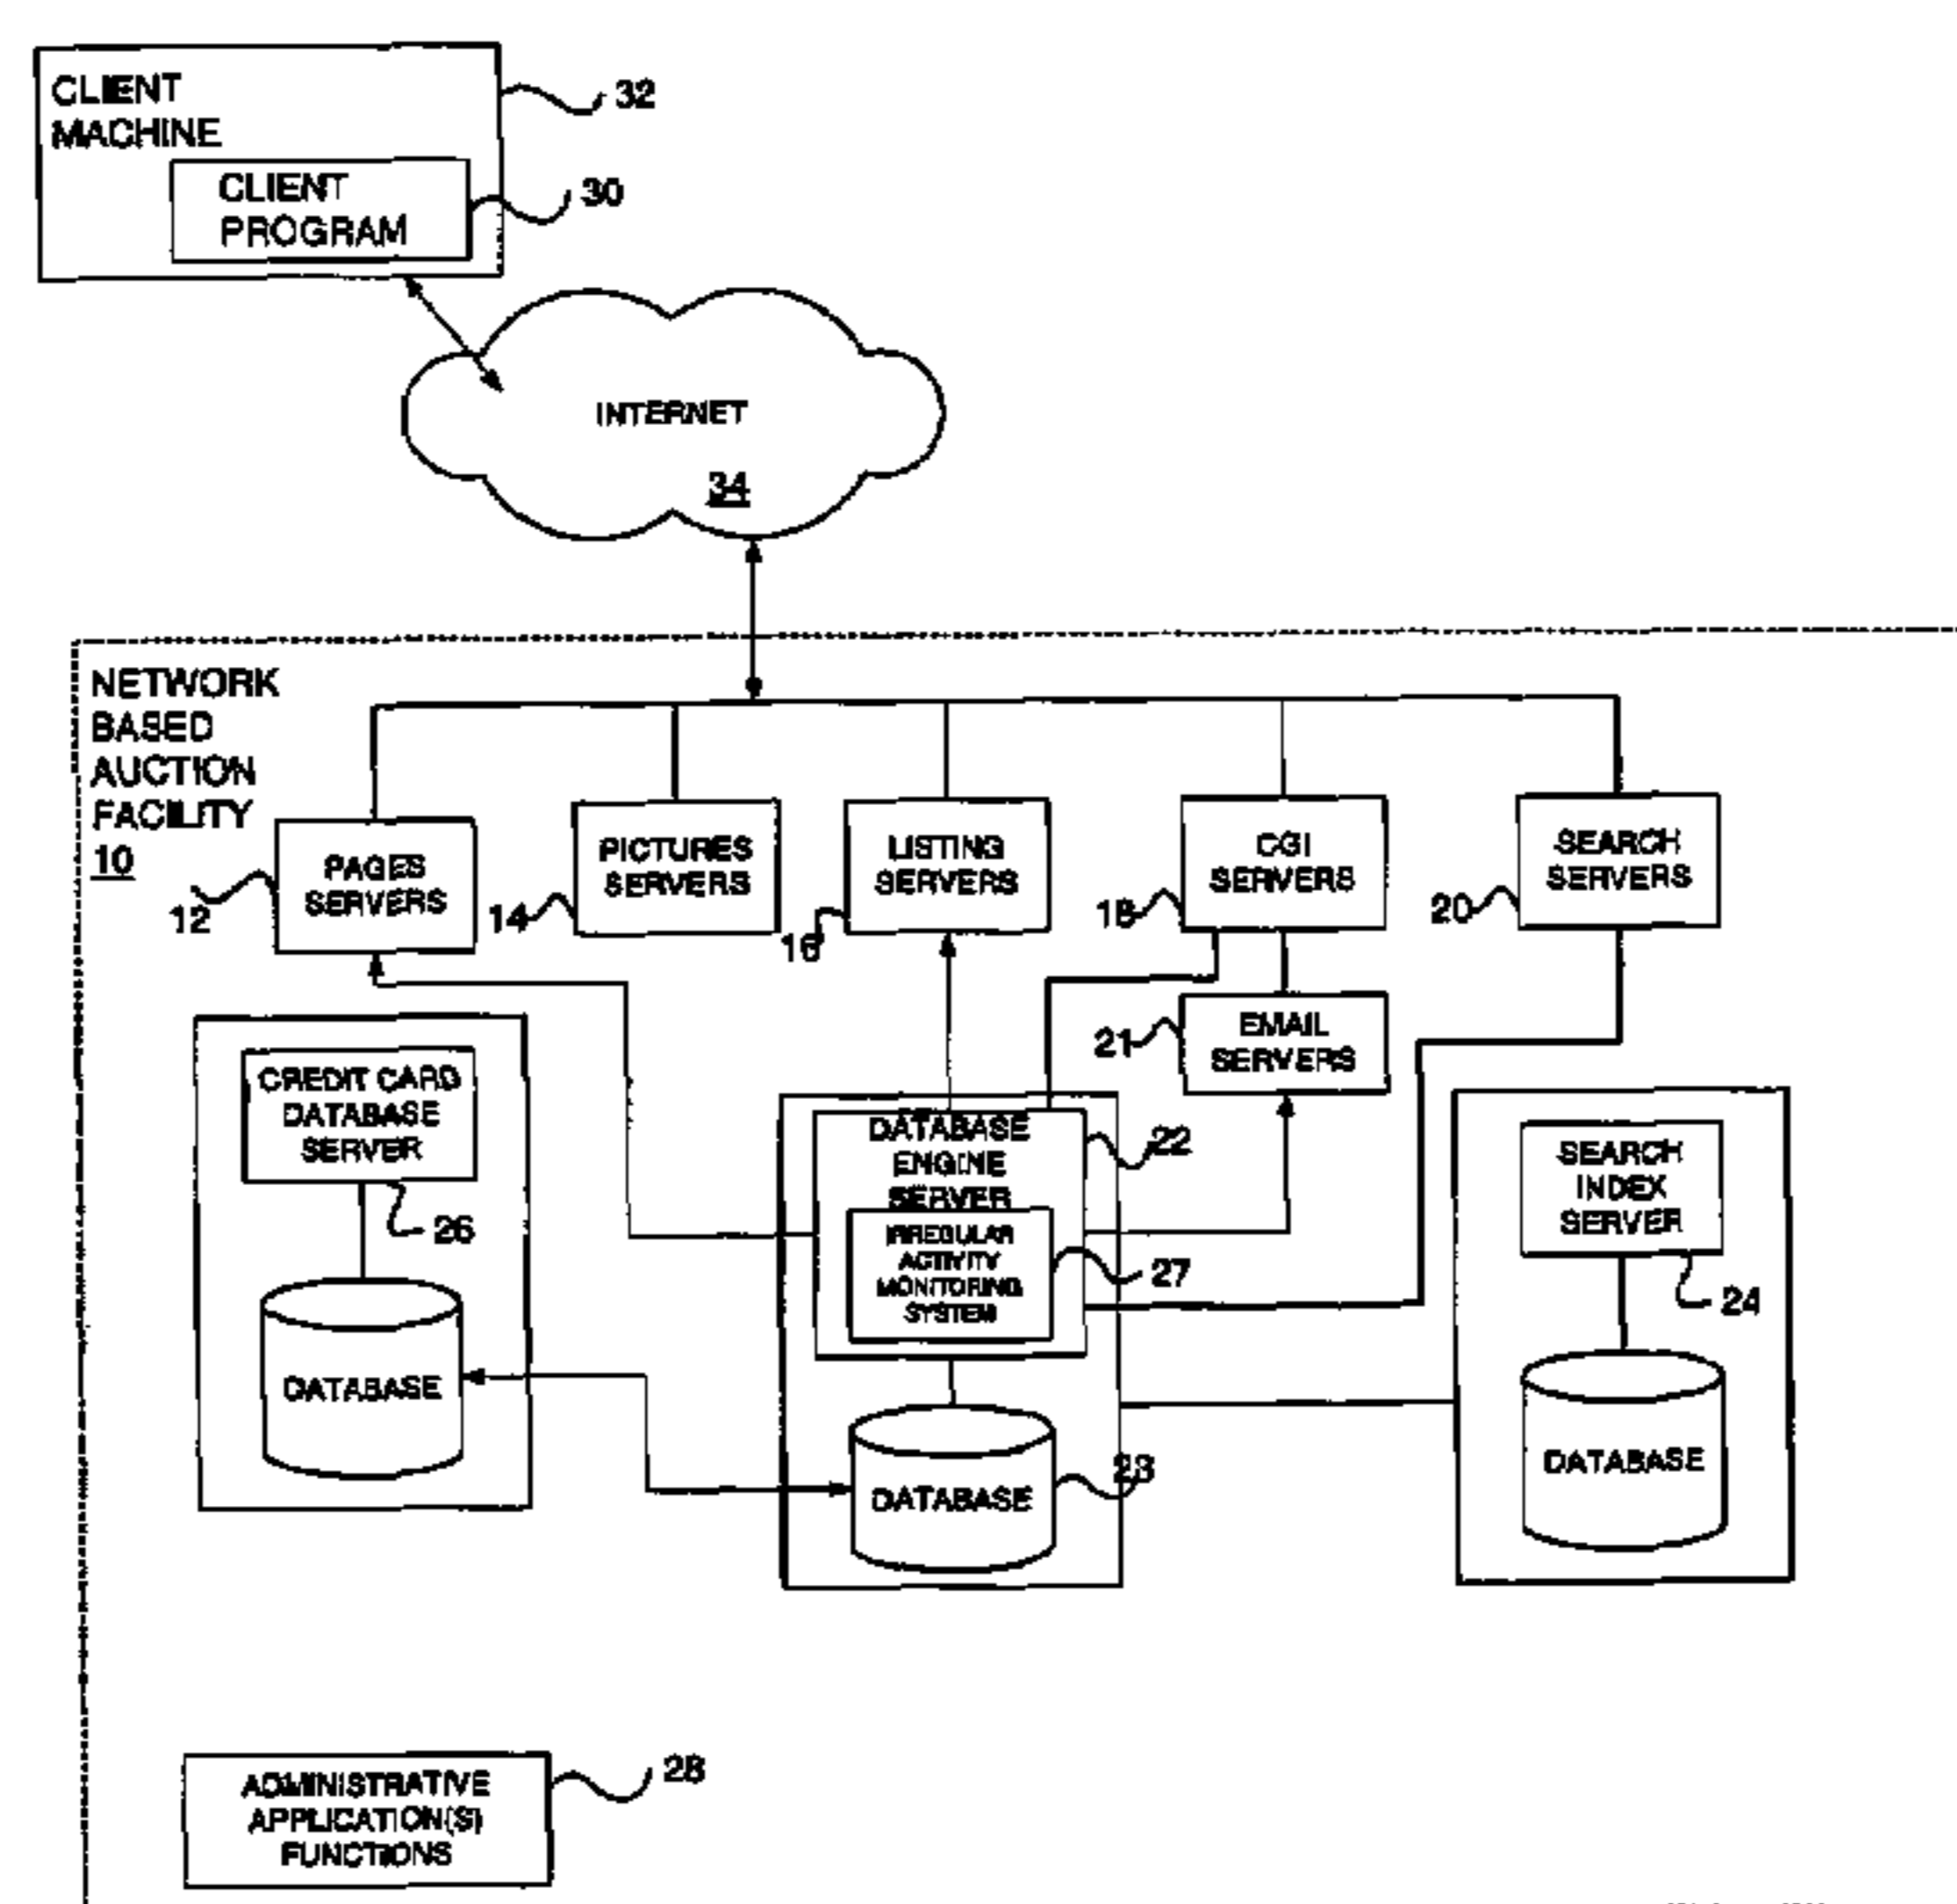 CLIENT
MACHINE
32
CLIENT
PROGRAM
30
INTERNET
34
NETWORK
BASED
AUCTION
FACILITY
10
PAGES
SERVERS
12
PICTURES
SERVERS
14
LISTING
SERVERS
16
CGI
SERVERS
18
SEARCH
SERVERS
20
EMAIL
SERVERS
21
CREDIT CARD
DATABASE
SERVER
26
DATABASE
DATABASE
ENGINE
SERVER
22
IRREGULAR
ACTIVITY
MONITORING
SYSTEM
27
DATABASE
23
SEARCH
INDEX
SERVER
24
DATABASE
ADMINISTRATIVE
APPLICATION(S)
FUNCTIONS
28